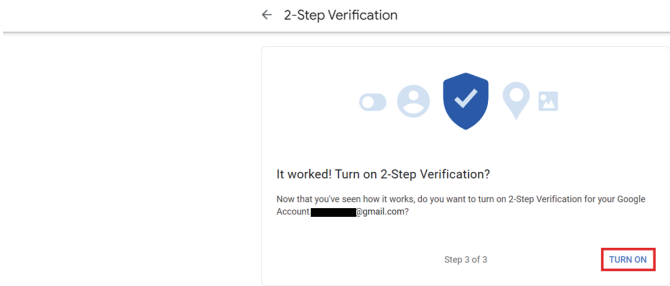 2-Step Verification
It worked! Turn on 2-Step Verification?
Now that you've seen how it works, do you want to turn on 2-Step Verification for your Google
Account @gmail.com?
Step 3 of 3
TURN ON